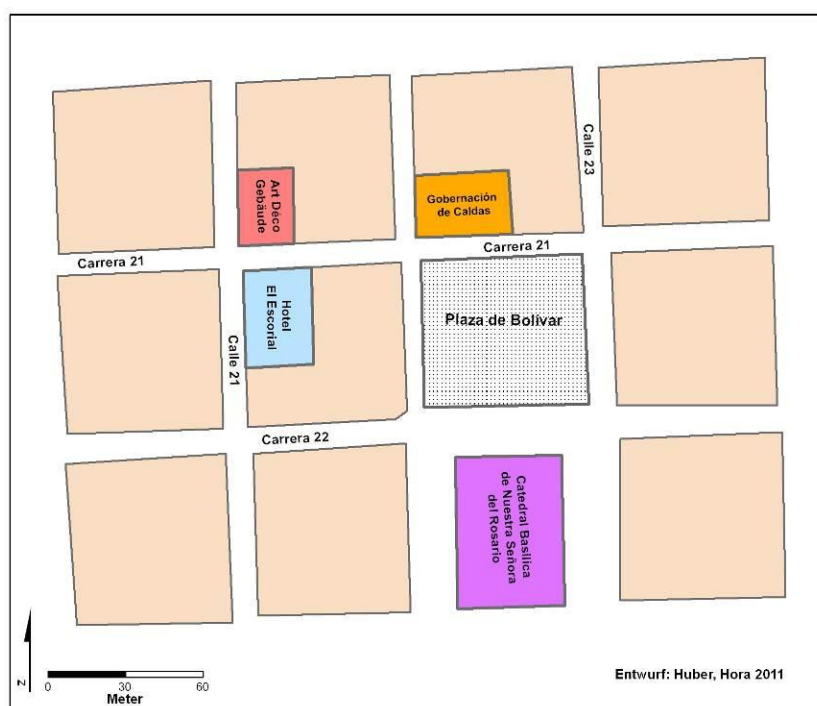 Calle 23
Art Déco
Gebäude
Gobernación
de Caldas
Carrera 21
Carrera 21
Hotel
El Escorial
Plaza de Bolívar
Calle 21
Carrera 22
Catedral Basílica
de Nuestra Señora
del Rosario
N
0 30 60
Meter
Entwurf: Huber, Hora 2011